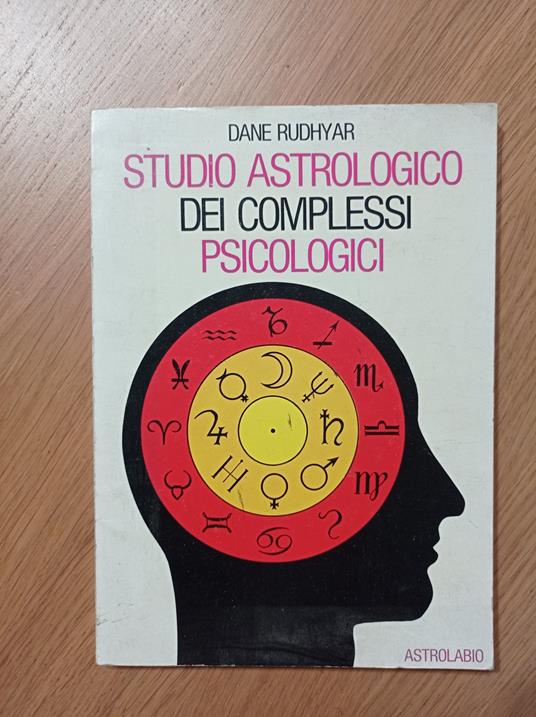 DANE RUDHYAR
STUDIO ASTROLOGICO
DEI COMPLESSI
PSICOLOGICI
ASTROLABIO